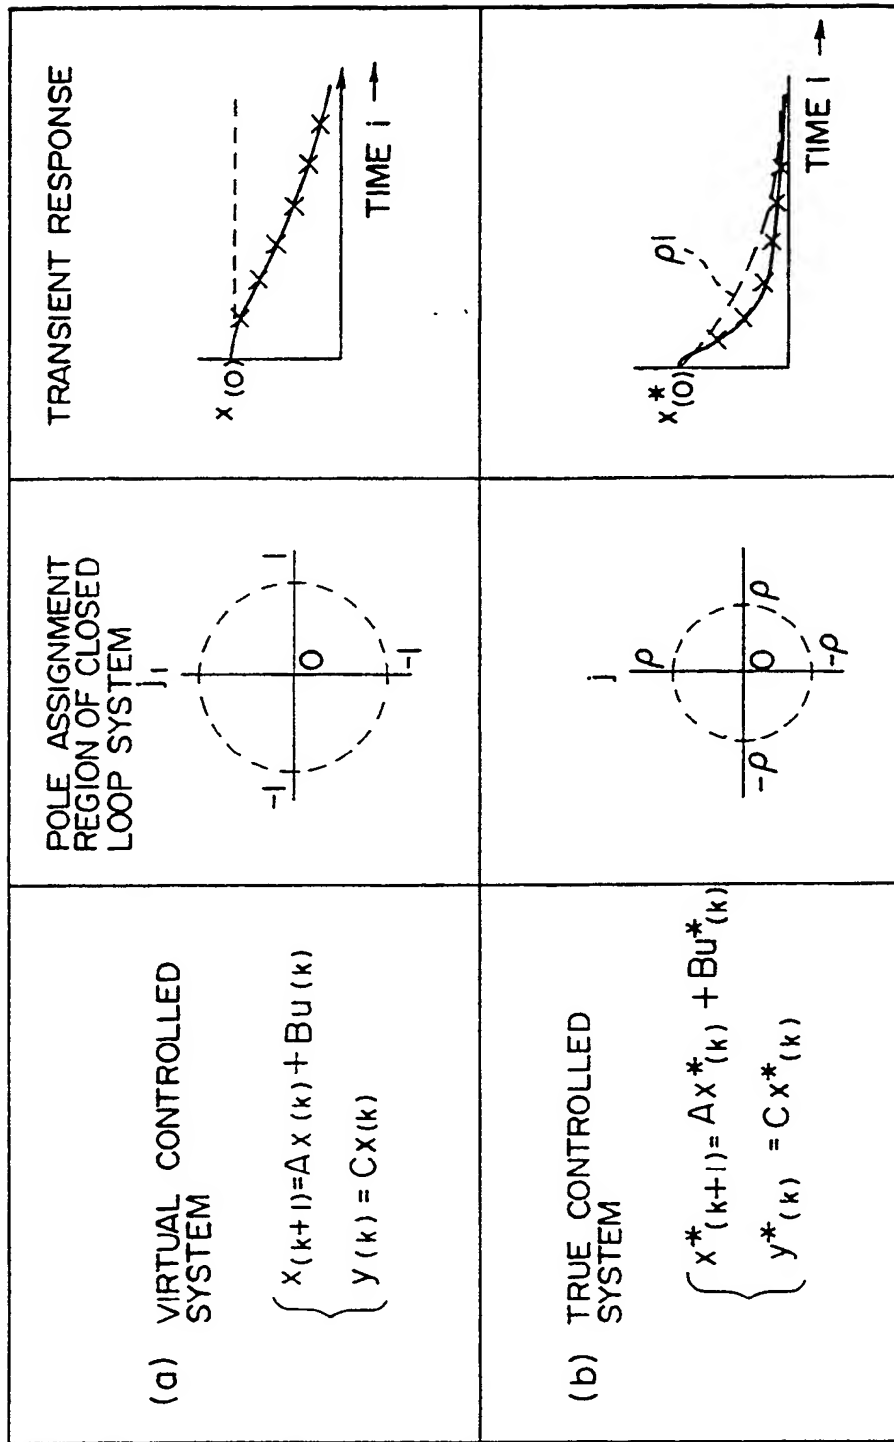 (a) VIRTUAL CONTROLLED
SYSTEM
x(k+1)=Ax(k)+Bu(k)
y(k)=Cx(k)
POLE ASSIGNMENT
REGION OF CLOSED
LOOP SYSTEM
j1
-1
0
1
-1
TRANSIENT RESPONSE
x(0)
TIME i →
(b) TRUE CONTROLLED
SYSTEM
x*(k+1)=Ax*(k)+Bu*(k)
y*(k) =Cx*(k)
j
ρ
-ρ
0
ρ
-ρ
x*(0)
ρi
TIME i →